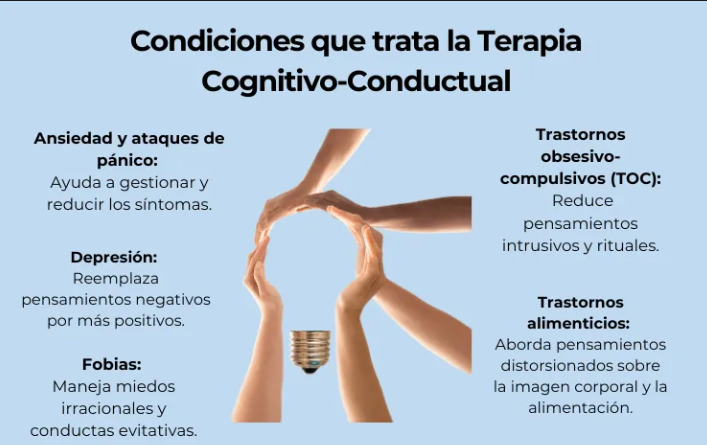 Condiciones que trata la Terapia
Cognitivo-Conductual
Ansiedad y ataques de
pánico:
Ayuda a gestionar y
reducir los síntomas.
Depresión:
Reemplaza
pensamientos negativos
por más positivos.
Fobias:
Maneja miedos
irracionales y
conductas evitativas.
Trastornos
obsesivo-
compulsivos (TOC):
Reduce
pensamientos
intrusivos y rituales.
Trastornos
alimenticios:
Aborda pensamientos
distorsionados sobre
la imagen corporal y la
alimentación.